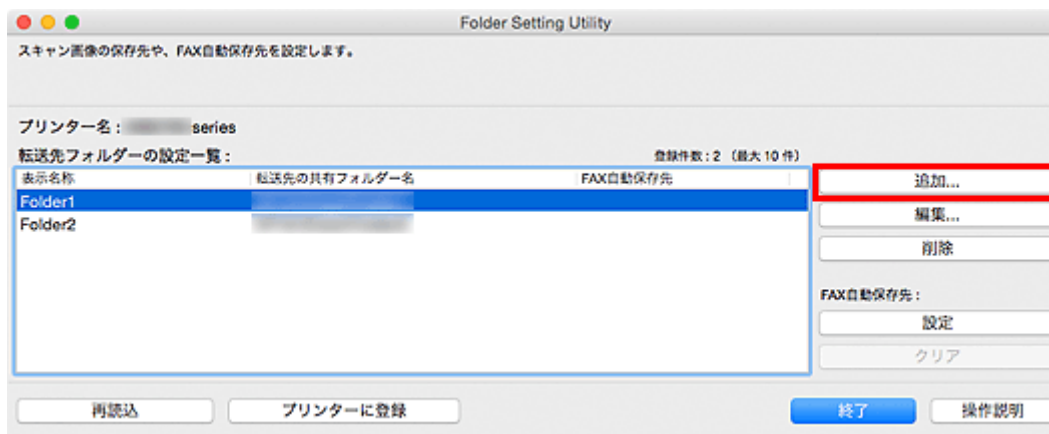 Folder Setting Utility
スキャン画像の保存先や、FAX自動保存先を設定します。
プリンター名： series
転送先フォルダーの設定一覧： 登録件数：2 （最大 10 件）
表示名称 転送先の共有フォルダー名 FAX自動保存先
Folder1
Folder2
追加...
編集...
削除
FAX自動保存先：
設定
クリア
再読込 プリンターに登録 終了 操作説明